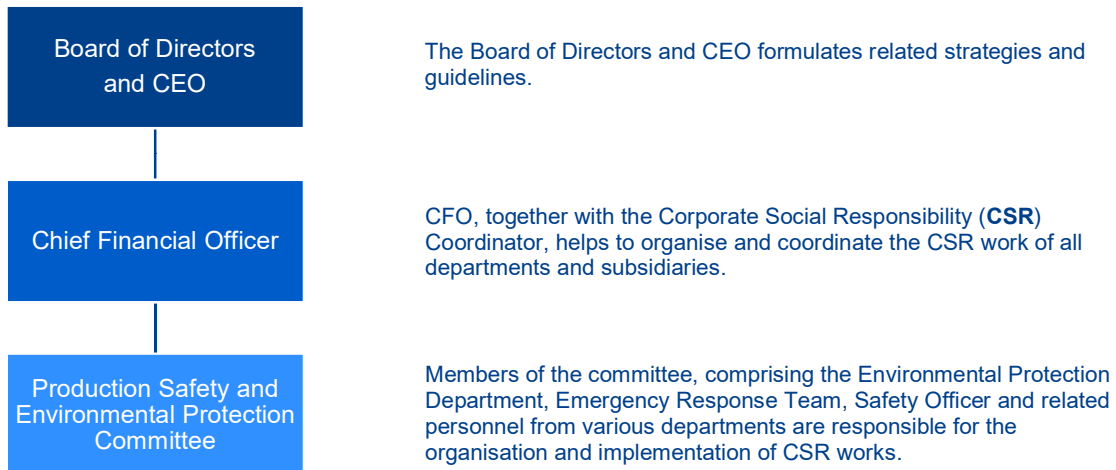 Board of Directors
and CEO
The Board of Directors and CEO formulates related strategies and
guidelines.
Chief Financial Officer
CFO, together with the Corporate Social Responsibility (CSR)
Coordinator, helps to organise and coordinate the CSR work of all
departments and subsidiaries.
Production Safety and
Environmental Protection
Committee
Members of the committee, comprising the Environmental Protection
Department, Emergency Response Team, Safety Officer and related
personnel from various departments are responsible for the
organisation and implementation of CSR works.